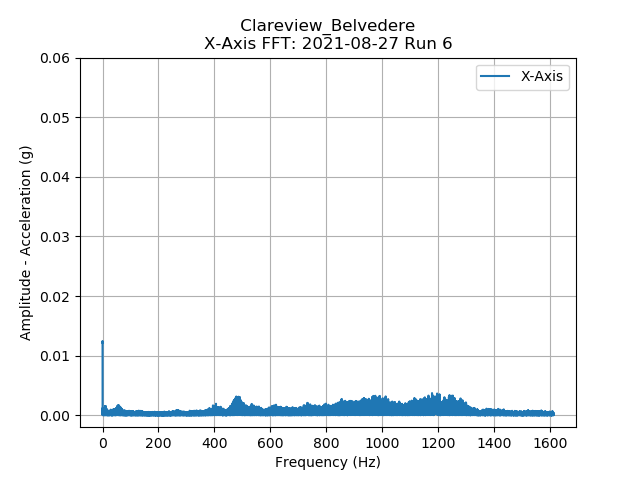 Clareview_Belvedere
X-Axis FFT: 2021-08-27 Run 6
X-Axis
0.06
0.05
0.04
0.03
0.02
0.01
0.00
Amplitude - Acceleration (g)
0 200 400 600 800 1000 1200 1400 1600
Frequency (Hz)